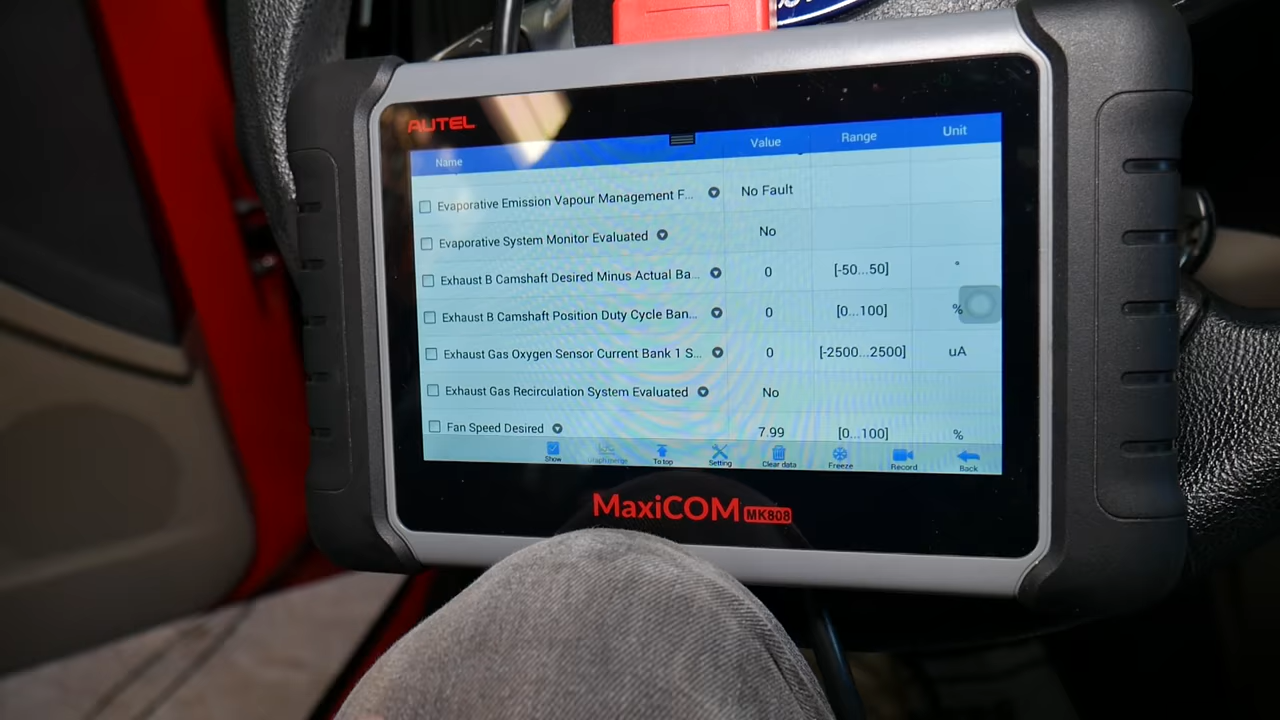 AUTEL
Name Value Range Unit
Evaporative Emission Vapour Management F... No Fault
Evaporative System Monitor Evaluated No
Exhaust B Camshaft Desired Minus Actual Ba... 0 [-50...50] °
Exhaust B Camshaft Position Duty Cycle Ban... 0 [0...100] %
Exhaust Gas Oxygen Sensor Current Bank 1 S... 0 [-2500...2500] uA
Exhaust Gas Recirculation System Evaluated No
Fan Speed Desired 7.99 [0...100] %
Show Graph merge To top Setting Clear data Freeze Record Back
MaxiCOM MK808